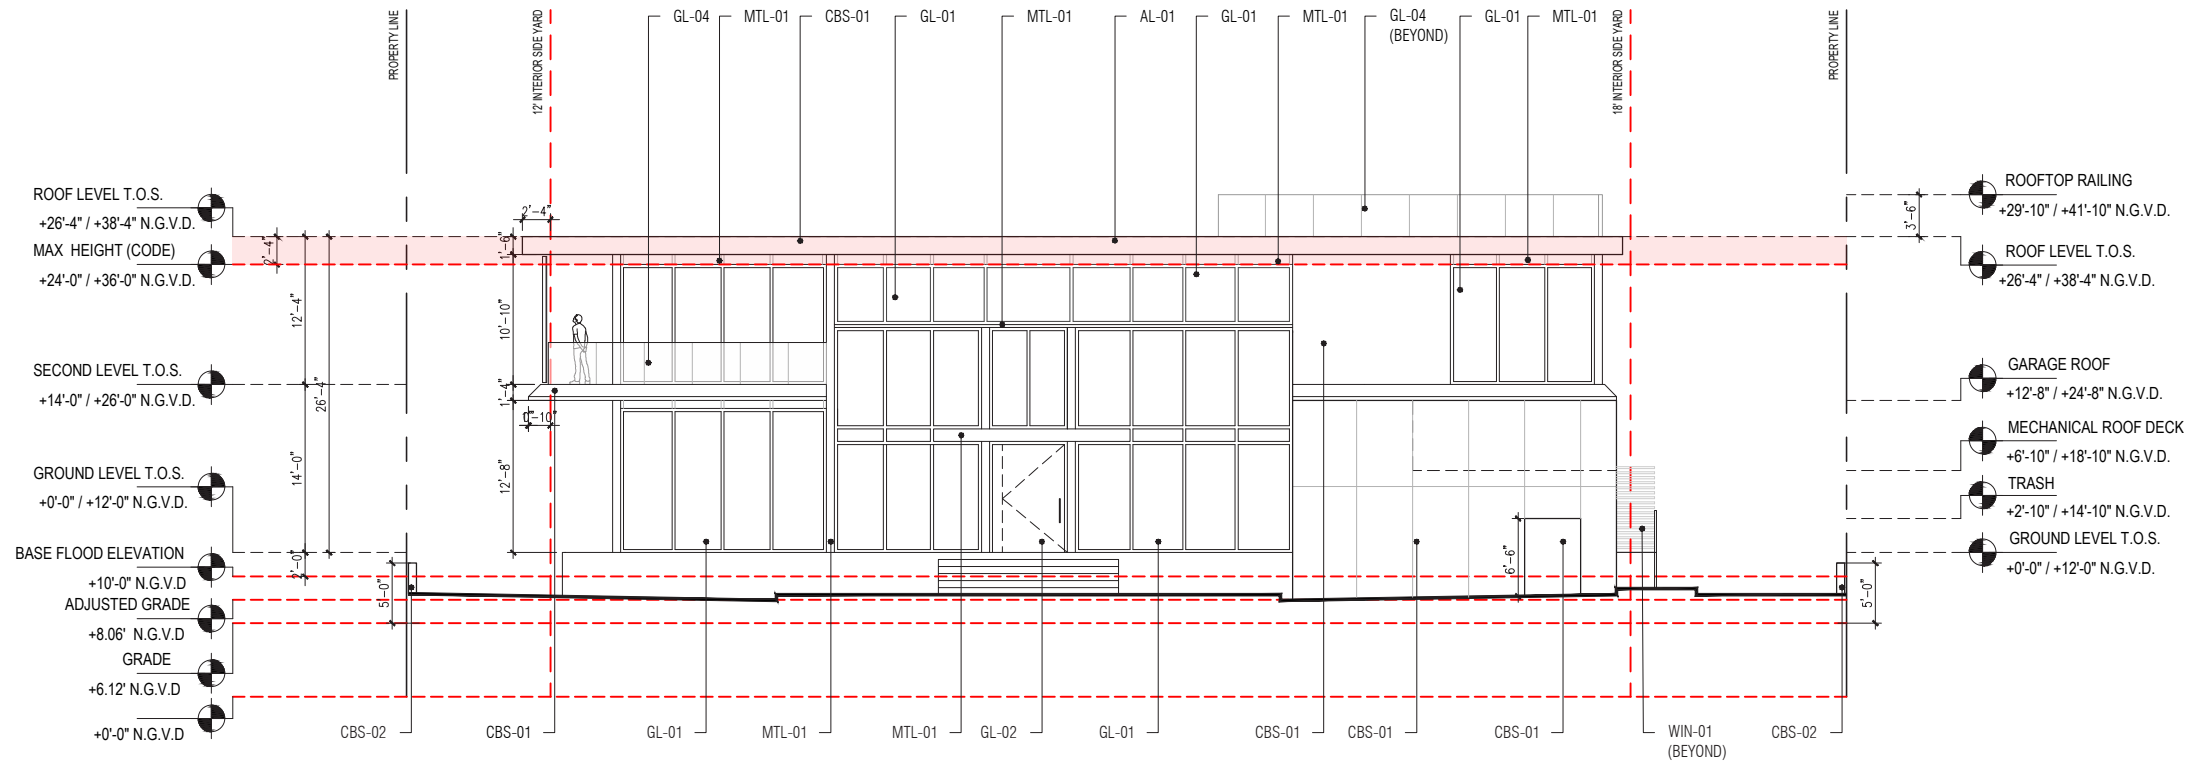 GL-04
MTL-01
CBS-01
GL-01
MTL-01
AL-01
GL-01
MTL-01
GL-04
(BEYOND)
GL-01
MTL-01
PROPERTY LINE
12' INTERIOR SIDE YARD
18' INTERIOR SIDE YARD
PROPERTY LINE
ROOF LEVEL T.O.S.
+26'-4" / +38'-4" N.G.V.D.
MAX HEIGHT (CODE)
+24'-0" / +36'-0" N.G.V.D.
SECOND LEVEL T.O.S.
+14'-0" / +26'-0" N.G.V.D.
GROUND LEVEL T.O.S.
+0'-0" / +12'-0" N.G.V.D.
BASE FLOOD ELEVATION
+10'-0" N.G.V.D
ADJUSTED GRADE
+8.06' N.G.V.D
GRADE
+6.12' N.G.V.D
+0'-0" N.G.V.D
2'-4"
12'-4"
14'-0"
2'-0"
26'-4"
5'-0"
2'-4"
1'-6"
10'-10"
1'-4"
0'-10"
12'-8"
6'-6"
3'-6"
5'-0"
ROOFTOP RAILING
+29'-10" / +41'-10" N.G.V.D.
ROOF LEVEL T.O.S.
+26'-4" / +38'-4" N.G.V.D.
GARAGE ROOF
+12'-8" / +24'-8" N.G.V.D.
MECHANICAL ROOF DECK
+6'-10" / +18'-10" N.G.V.D.
TRASH
+2'-10" / +14'-10" N.G.V.D.
GROUND LEVEL T.O.S.
+0'-0" / +12'-0" N.G.V.D.
CBS-02
CBS-01
GL-01
MTL-01
MTL-01
GL-02
GL-01
CBS-01
CBS-01
CBS-01
WIN-01
(BEYOND)
CBS-02